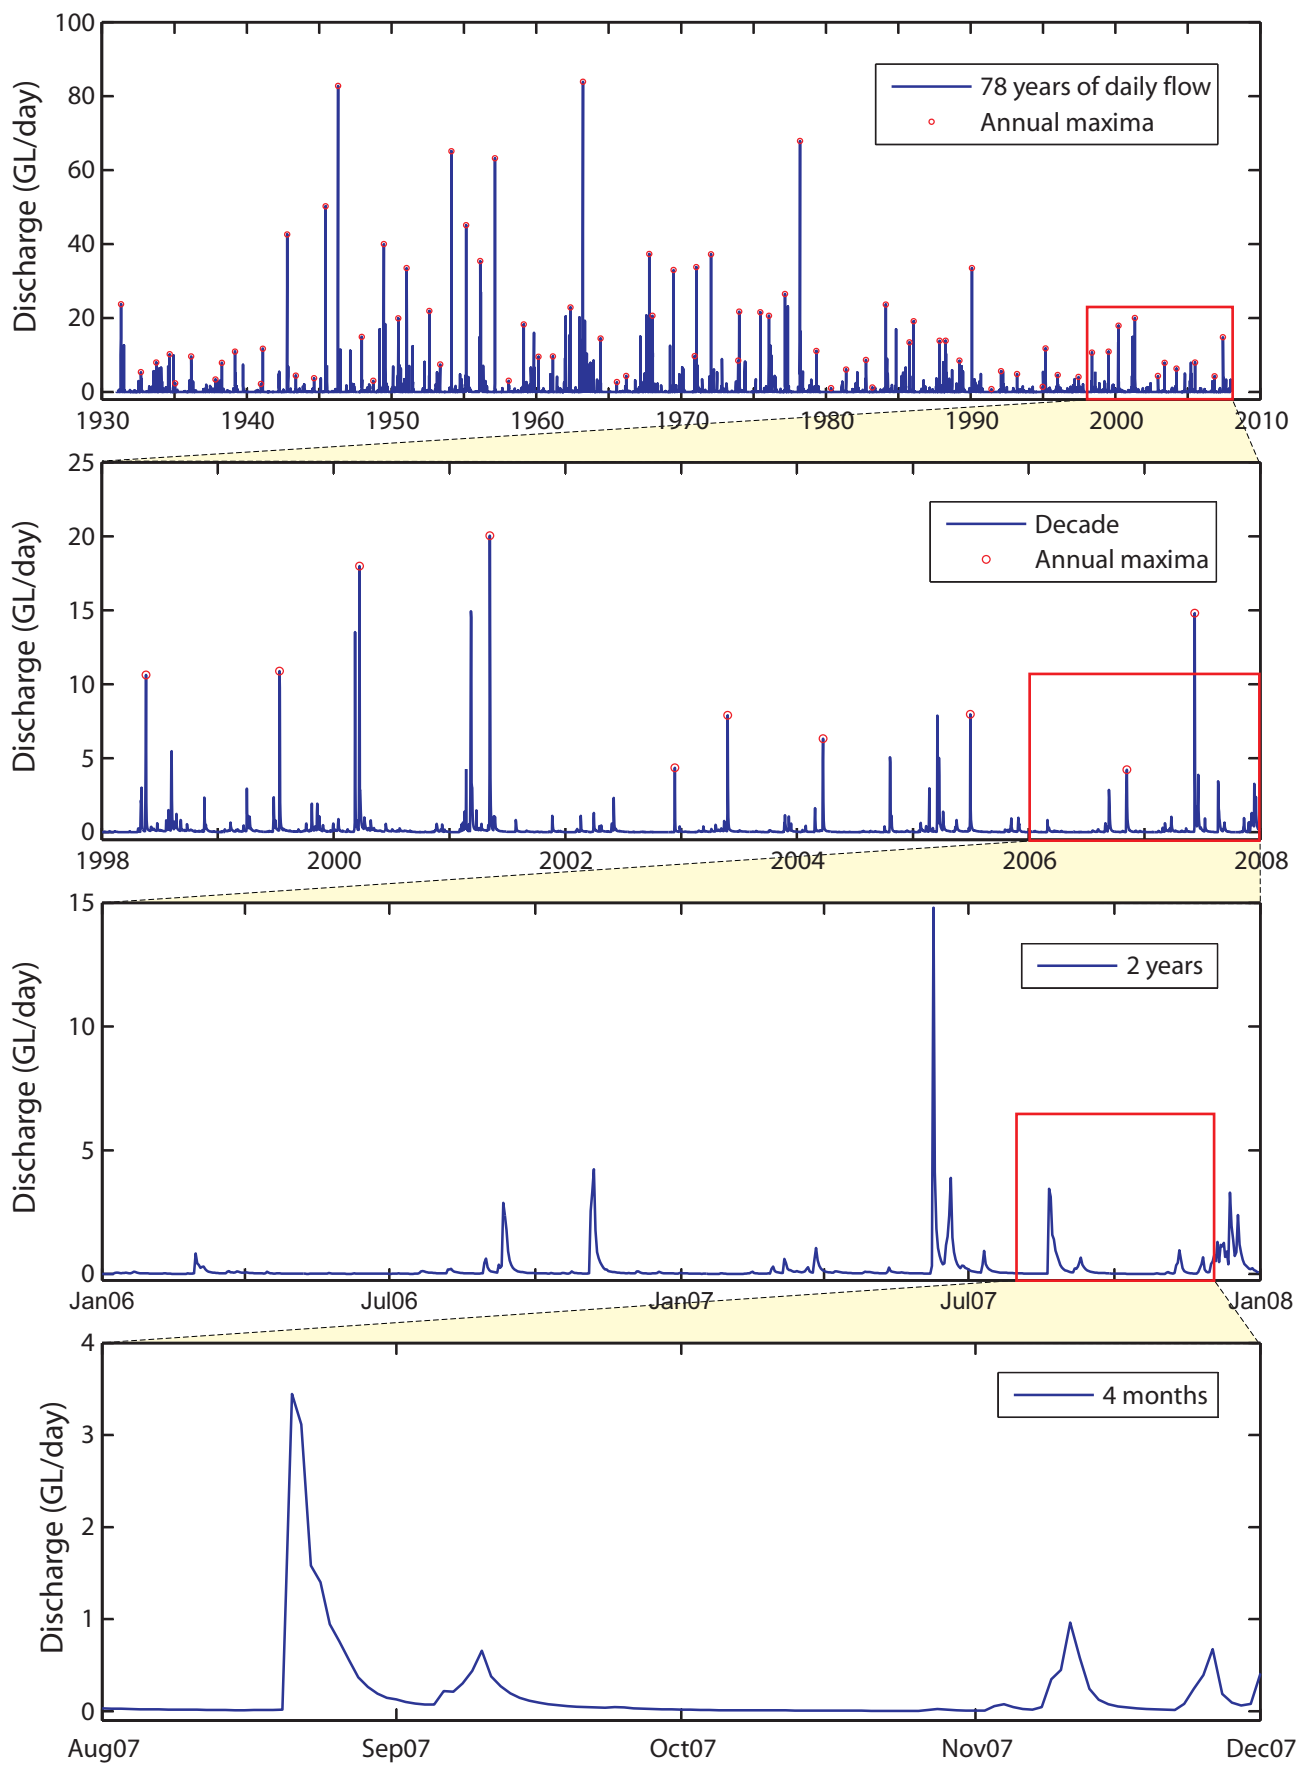 100
80
60
40
20
0
Discharge (GL/day)
78 years of daily flow
Annual maxima
1930 1940 1950 1960 1970 1980 1990 2000 2010
25
20
15
10
5
0
Discharge (GL/day)
Decade
Annual maxima
1998 2000 2002 2004 2006 2008
15
10
5
0
Discharge (GL/day)
2 years
Jan06 Jul06 Jan07 Jul07 Jan08
4
3
2
1
0
Discharge (GL/day)
4 months
Aug07 Sep07 Oct07 Nov07 Dec07